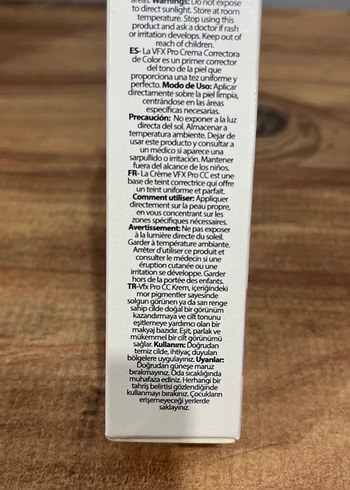 areas. Warnings: Do not expose
to direct sunlight. Store at room
temperature. Stop using this
product and ask a doctor if rash
or irritation develops. Keep out of
reach of children.
ES- La VFX Pro Crema Correctora
de Color es un primer corrector
del tono de la piel que
proporciona una tez uniforme y
perfecto. Modo de Uso: Aplicar
directamente sobre la piel limpia,
centrándose en las áreas
específicas necesarias.
Precaución: No exponer a la luz
directa del sol. Almacenar a
temperatura ambiente. Dejar de
usar este producto y consultar a
un médico si aparece una
sarpullido o irritación. Mantener
fuera del alcance de los niños.
FR- La Crème VFX Pro CC est une
base de teint correctrice qui offre
un teint uniforme et parfait.
Comment utiliser: Appliquer
directement sur la peau propre,
en vous concentrant sur les
zones spécifiques nécessaires.
Avertissement: Ne pas exposer
à la lumière directe du soleil.
Garder à température ambiante.
Arrêter d'utiliser ce produit et
consulter le médecin si une
éruption cutanée ou une
irritation se développe. Garder
hors de la portée des enfants.
TR-Vfx Pro CC Krem, içeriğindeki
mor pigmentler sayesinde
solgun görünen ya da sarı renge
sahip cilde doğal bir görünüm
kazandırmaya ve cilt tonunu
eşitlemeye yardımcı olan bir
makyaj bazıdır. Eşit, parlak ve
mükemmel bir cilt görünümü
sağlar. Kullanım: Doğrudan
temiz cilde, ihtiyaç duyulan
bölgelere uygulayınız. Uyarılar:
Doğrudan güneşe maruz
bırakmayınız. Oda sıcaklığında
muhafaza ediniz. Herhangi bir
tahriş belirtisi gözlendiğinde
kullanmayı bırakınız. Çocukların
erişemeyeceği yerlerde
saklayınız.